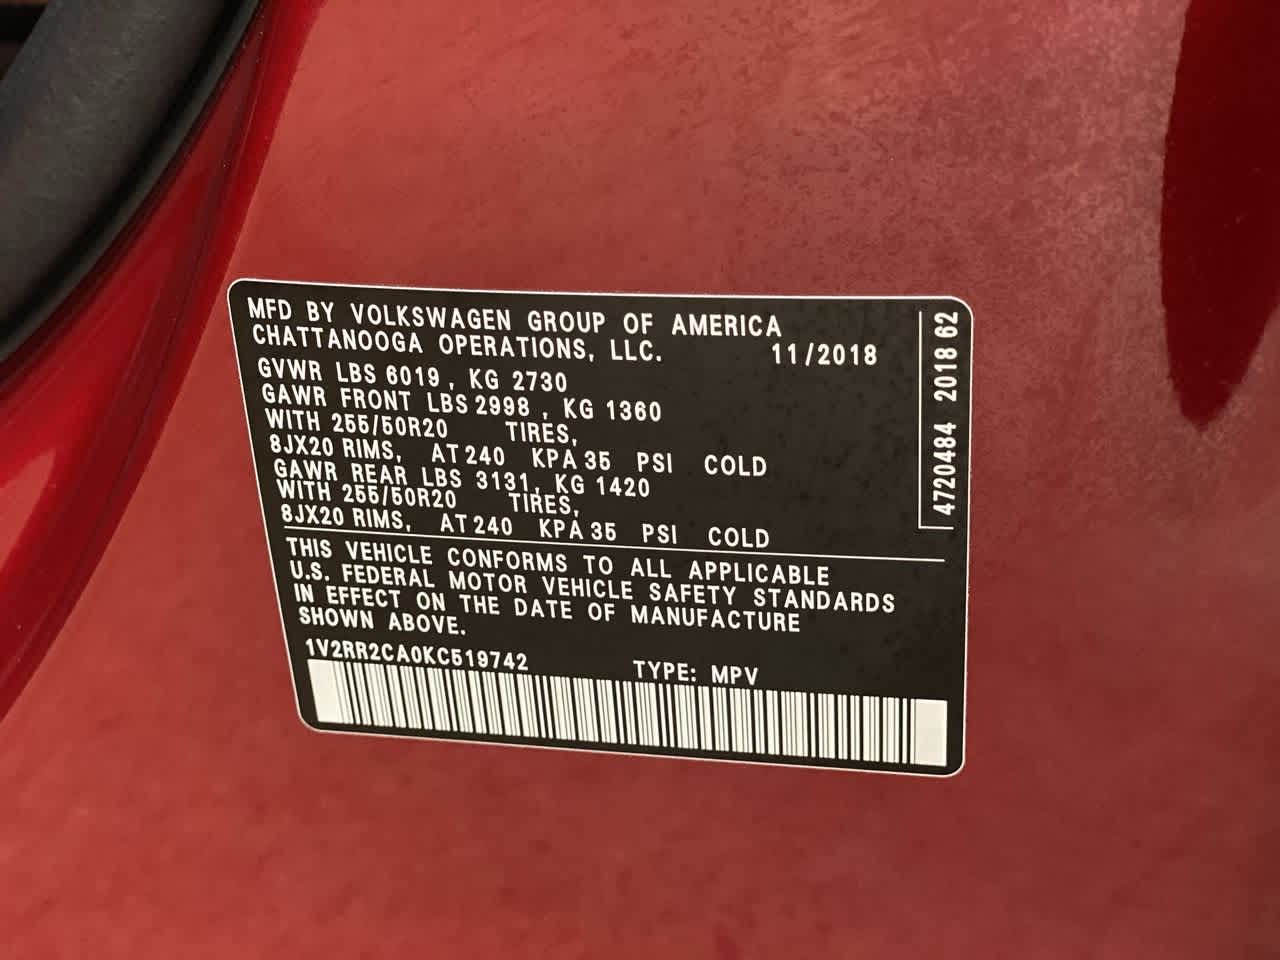 MFD BY VOLKSWAGEN GROUP OF AMERICA
CHATTANOOGA OPERATIONS, LLC. 11/2018
GVWR LBS 6019, KG 2730
GAWR FRONT LBS 2998, KG 1360
WITH 255/50R20 TIRES,
8JX20 RIMS, AT 240 KPA 35 PSI COLD
GAWR REAR LBS 3131, KG 1420
WITH 255/50R20 TIRES,
8JX20 RIMS, AT 240 KPA 35 PSI COLD
THIS VEHICLE CONFORMS TO ALL APPLICABLE
U.S. FEDERAL MOTOR VEHICLE SAFETY STANDARDS
IN EFFECT ON THE DATE OF MANUFACTURE
SHOWN ABOVE.
1V2RR2CA0KC519742 TYPE: MPV
4720484 2018 62